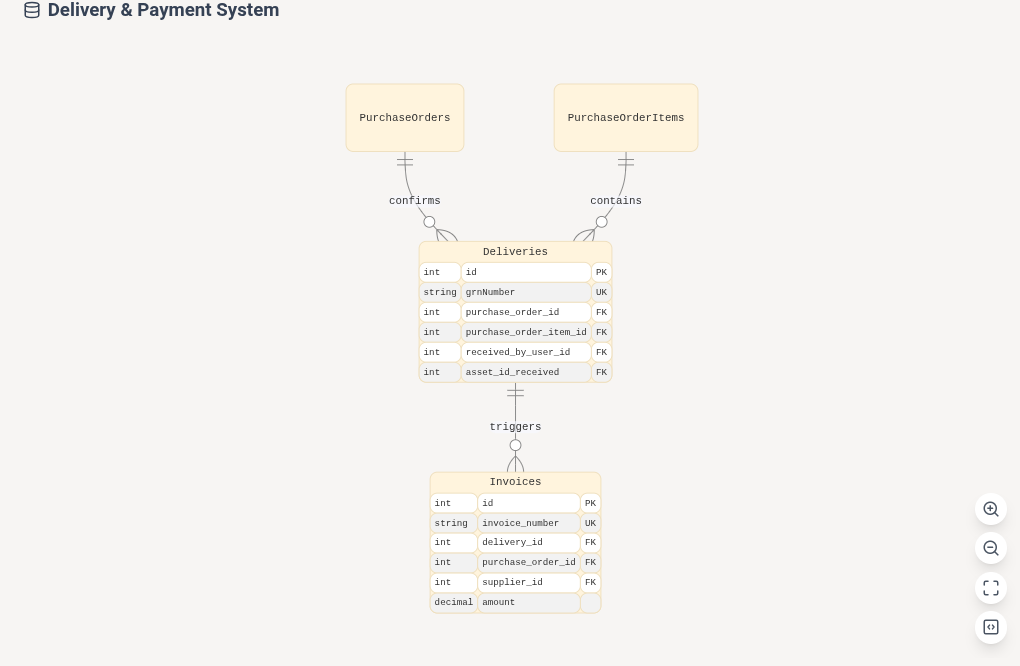 Delivery & Payment System
PurchaseOrders
PurchaseOrderItems
confirms
contains
Deliveries
int id PK
string grnNumber UK
int purchase_order_id FK
int purchase_order_item_id FK
int received_by_user_id FK
int asset_id_received FK
triggers
Invoices
int id PK
string invoice_number UK
int delivery_id FK
int purchase_order_id FK
int supplier_id FK
decimal amount